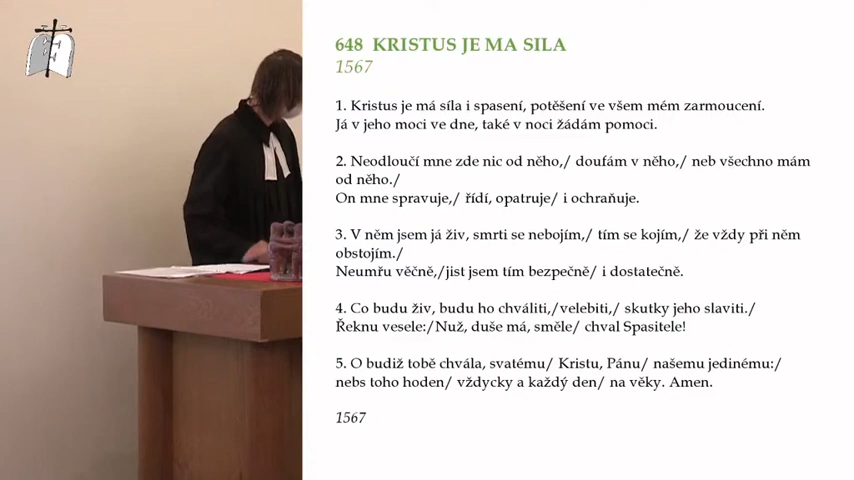 648 KRISTUS JE MA SILA
1567
1. Kristus je má síla i spasení, potěšení ve všem mém zarmoucení.
Já v jeho moci ve dne, také v noci žádám pomoci.
2. Neodloučí mne zde nic od něho,/ doufám v něho,/ neb všechno mám
od něho./
On mne spravuje,/ řídí, opatruje/ i ochraňuje.
3. V něm jsem já živ, smrti se nebojím,/ tím se kojím,/ že vždy při něm
obstojím./
Neumřu věčně,/jist jsem tím bezpečně/ i dostatečně.
4. Co budu živ, budu ho chváliti,/velebiti,/ skutky jeho slaviti./
Řeknu vesele:/Nuž, duše má, směle/ chval Spasitele!
5. O budiž tobě chvála, svatému/ Kristu, Pánu/ našemu jedinému:/
nebs toho hoden/ vždycky a každý den/ na věky. Amen.
1567